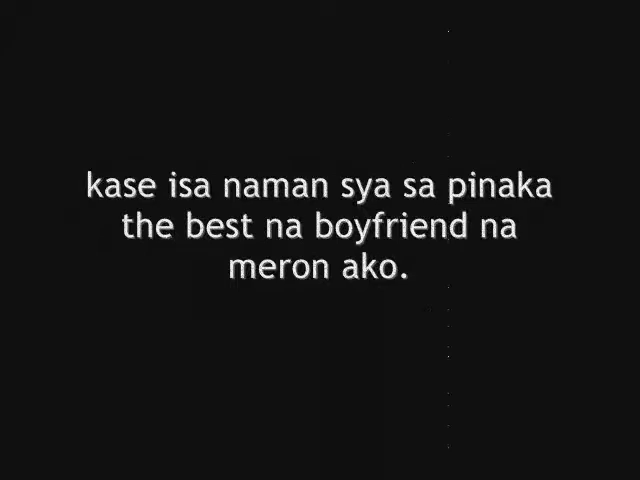 kase isa naman sya sa pinaka
the best na boyfriend na
meron ako.